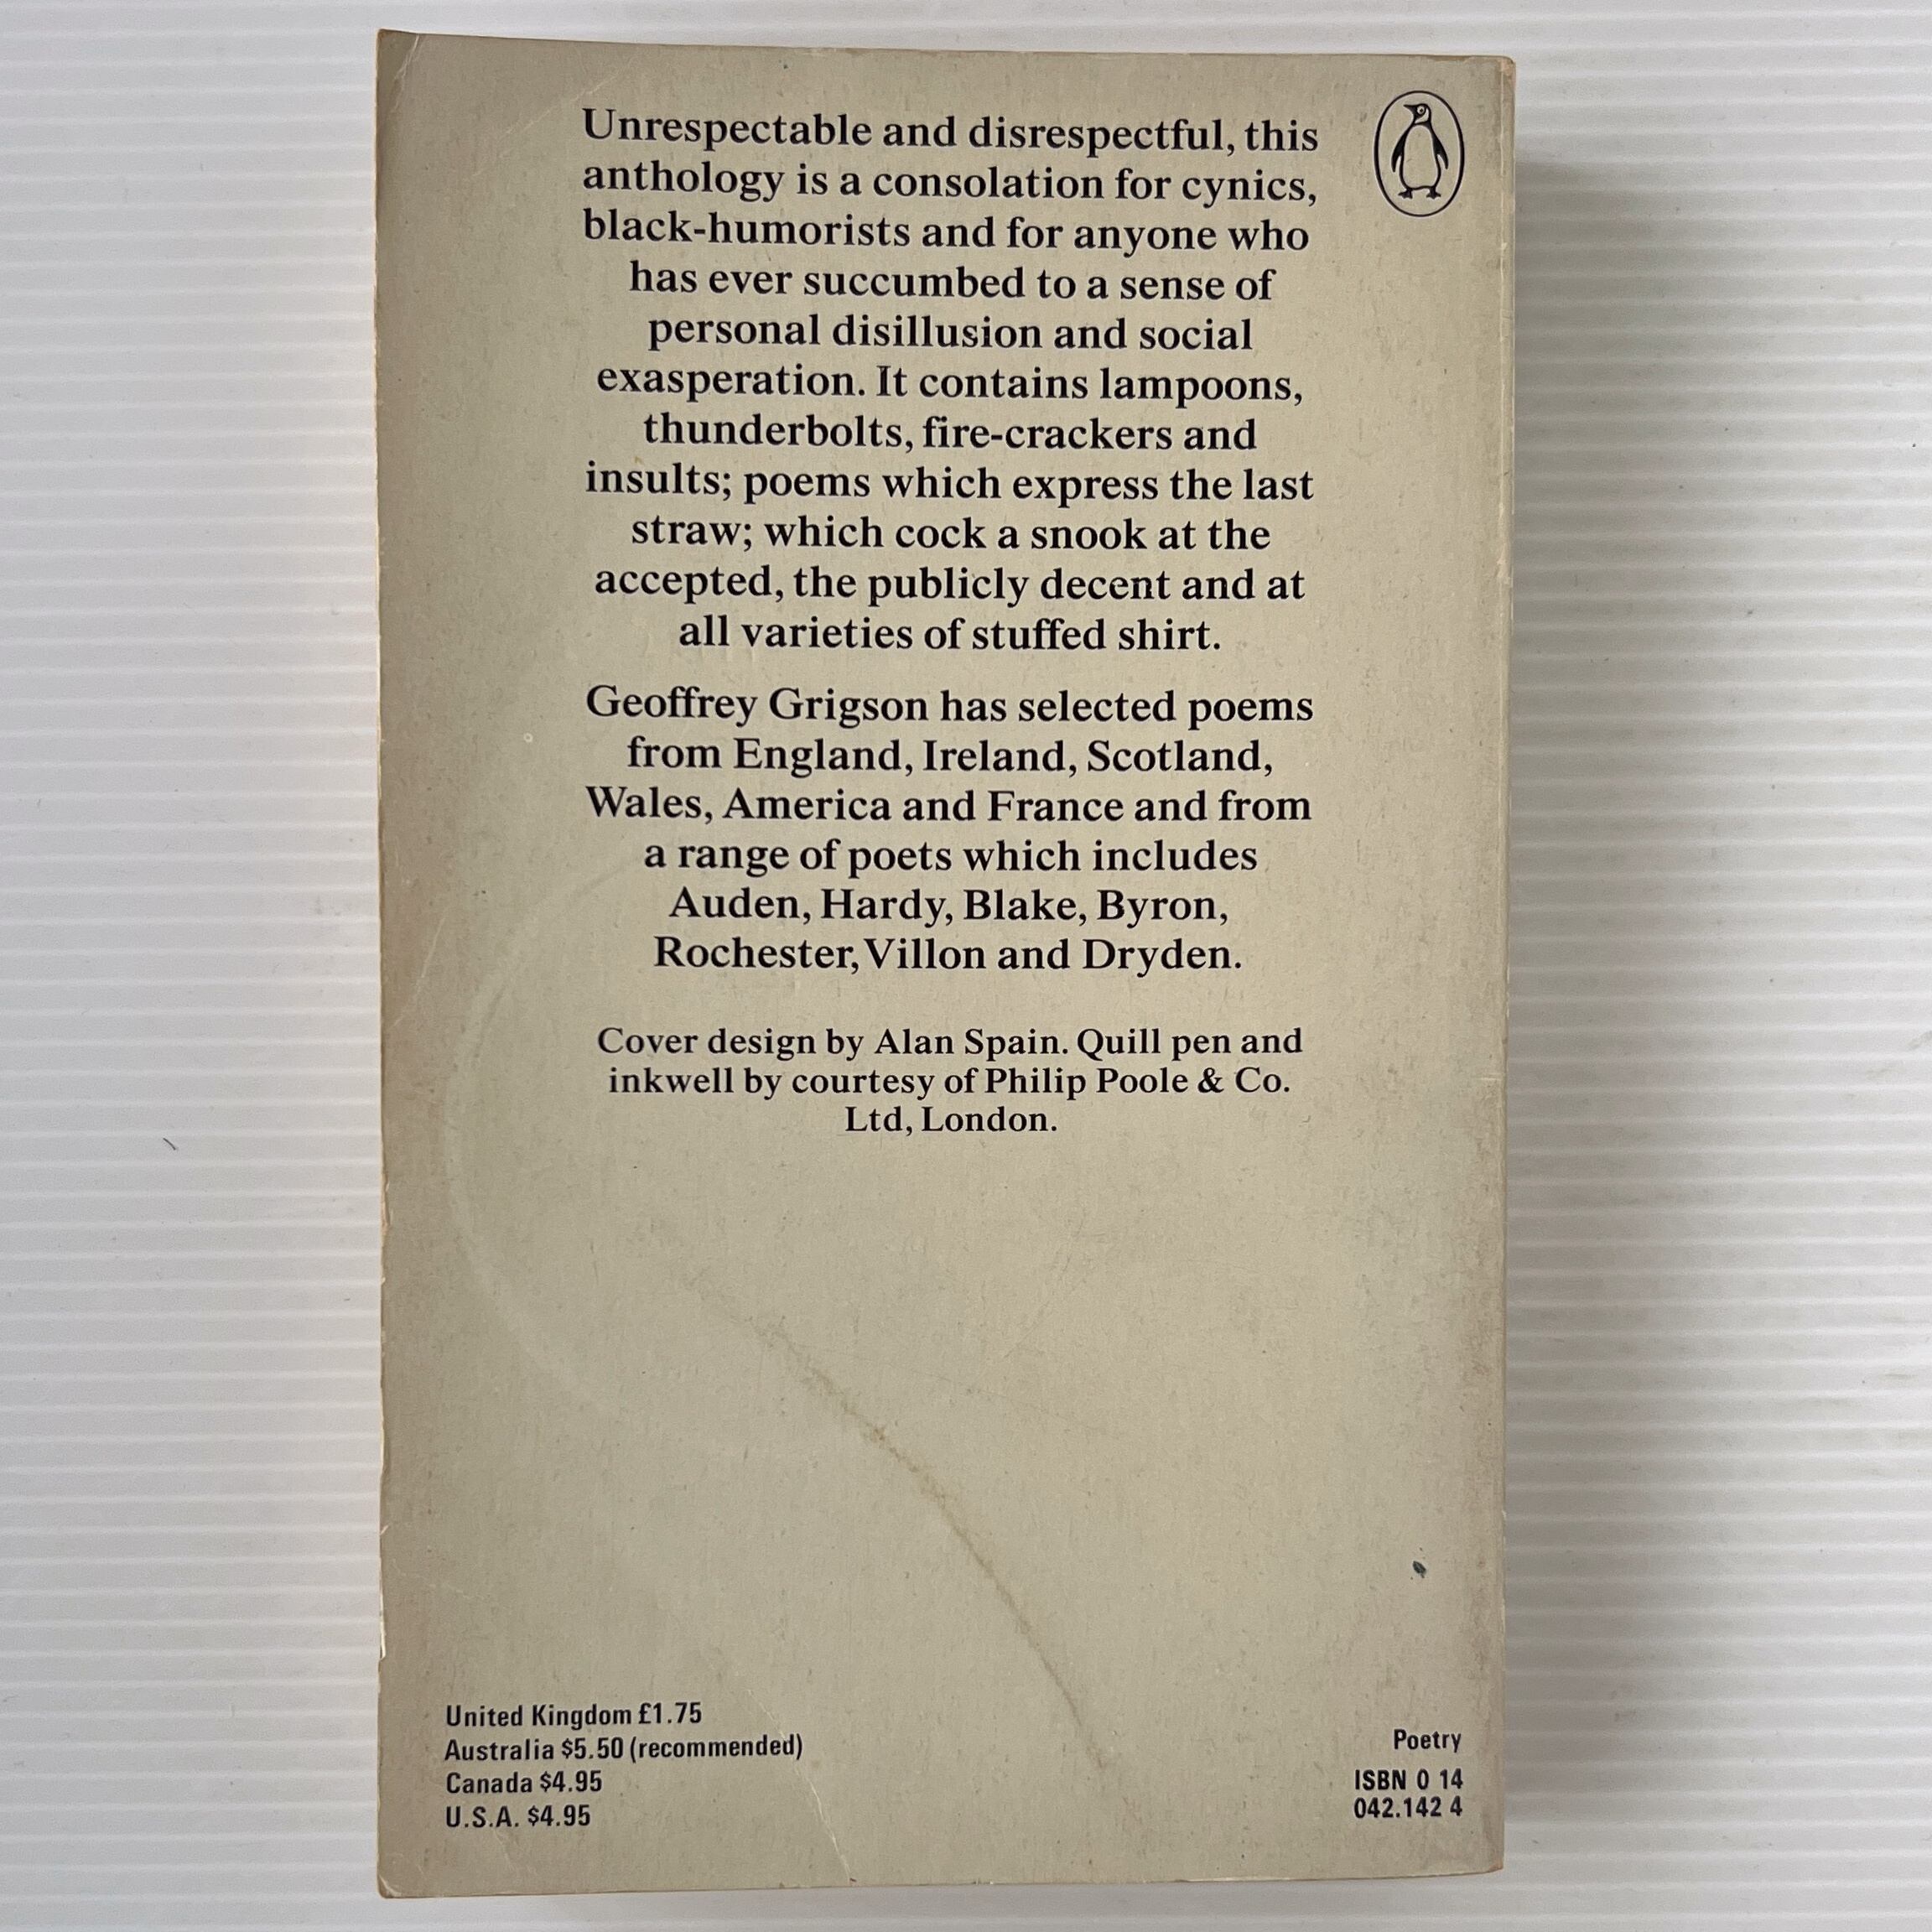 Unrespectable and disrespectful, this
anthology is a consolation for cynics,
black-humorists and for anyone who
has ever succumbed to a sense of
personal disillusion and social
exasperation. It contains lampoons,
thunderbolts, fire-crackers and
insults; poems which express the last
straw; which cock a snook at the
accepted, the publicly decent and at
all varieties of stuffed shirt.
Geoffrey Grigson has selected poems
from England, Ireland, Scotland,
Wales, America and France and from
a range of poets which includes
Auden, Hardy, Blake, Byron,
Rochester, Villon and Dryden.
Cover design by Alan Spain. Quill pen and
inkwell by courtesy of Philip Poole & Co.
Ltd, London.
United Kingdom £1.75
Australia $5.50 (recommended)
Canada $4.95
U.S.A. $4.95
Poetry
ISBN 0 14
042.142 4